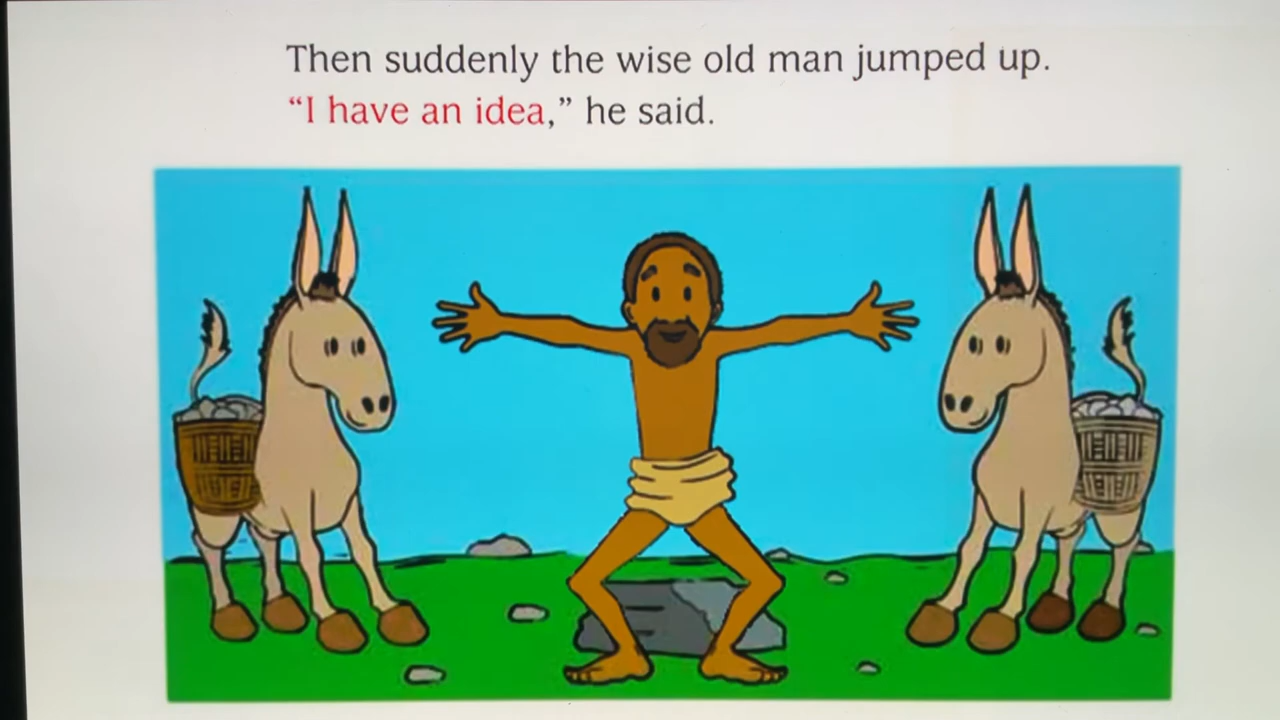 Then suddenly the wise old man jumped up.
“I have an idea,” he said.